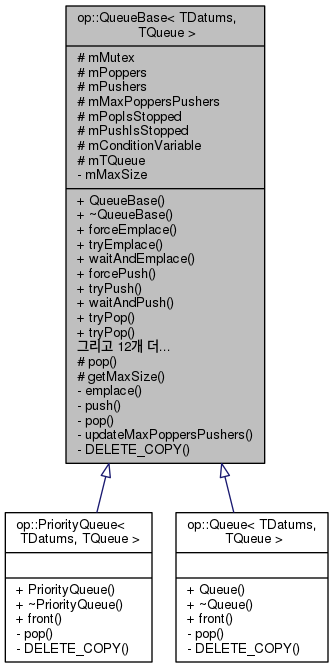 op::QueueBase< TDatums,
TQueue >
# mMutex
# mPoppers
# mPushers
# mMaxPoppersPushers
# mPopIsStopped
# mPushIsStopped
# mConditionVariable
# mTQueue
- mMaxSize
+ QueueBase()
+ ~QueueBase()
+ forceEmplace()
+ tryEmplace()
+ waitAndEmplace()
+ forcePush()
+ tryPush()
+ waitAndPush()
+ tryPop()
+ tryPop()
그리고 12개 더...
# pop()
# getMaxSize()
- emplace()
- push()
- pop()
- updateMaxPoppersPushers()
- DELETE_COPY()
op::PriorityQueue<
TDatums, TQueue >
+ PriorityQueue()
+ ~PriorityQueue()
+ front()
- pop()
- DELETE_COPY()
op::Queue< TDatums,
TQueue >
+ Queue()
+ ~Queue()
+ front()
- pop()
- DELETE_COPY()